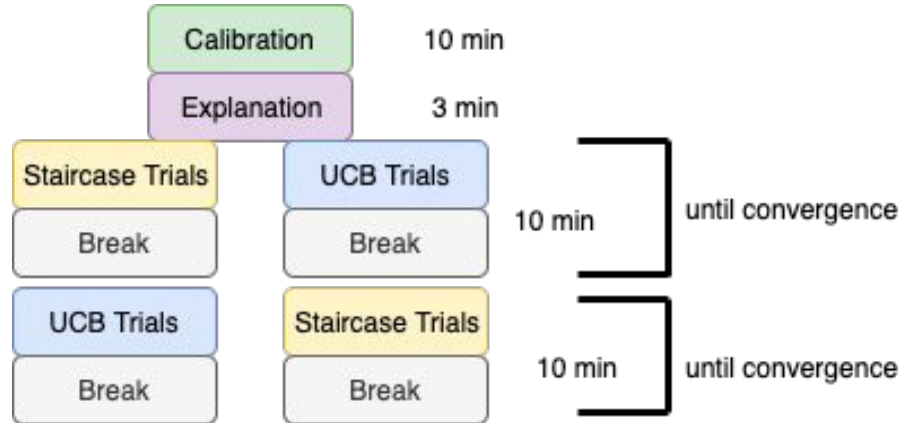 Calibration 10 min
Explanation 3 min
Staircase Trials UCB Trials
Break Break 10 min until convergence
UCB Trials Staircase Trials
Break Break 10 min until convergence